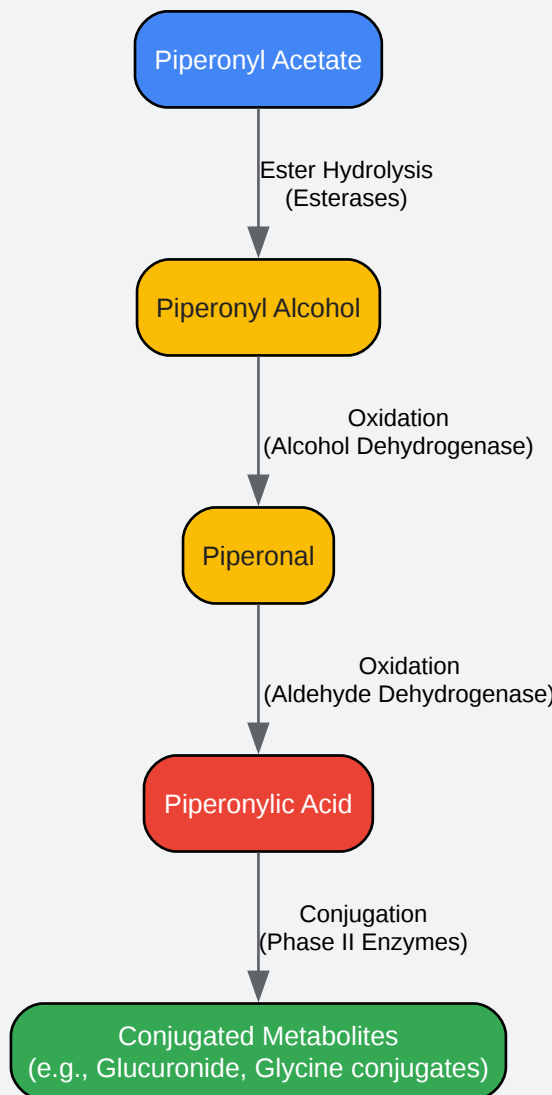 Piperonyl Acetate
Ester Hydrolysis
(Esterases)
Piperonyl Alcohol
Oxidation
(Alcohol Dehydrogenase)
Piperonal
Oxidation
(Aldehyde Dehydrogenase)
Piperonylic Acid
Conjugation
(Phase II Enzymes)
Conjugated Metabolites
(e.g., Glucuronide, Glycine conjugates)